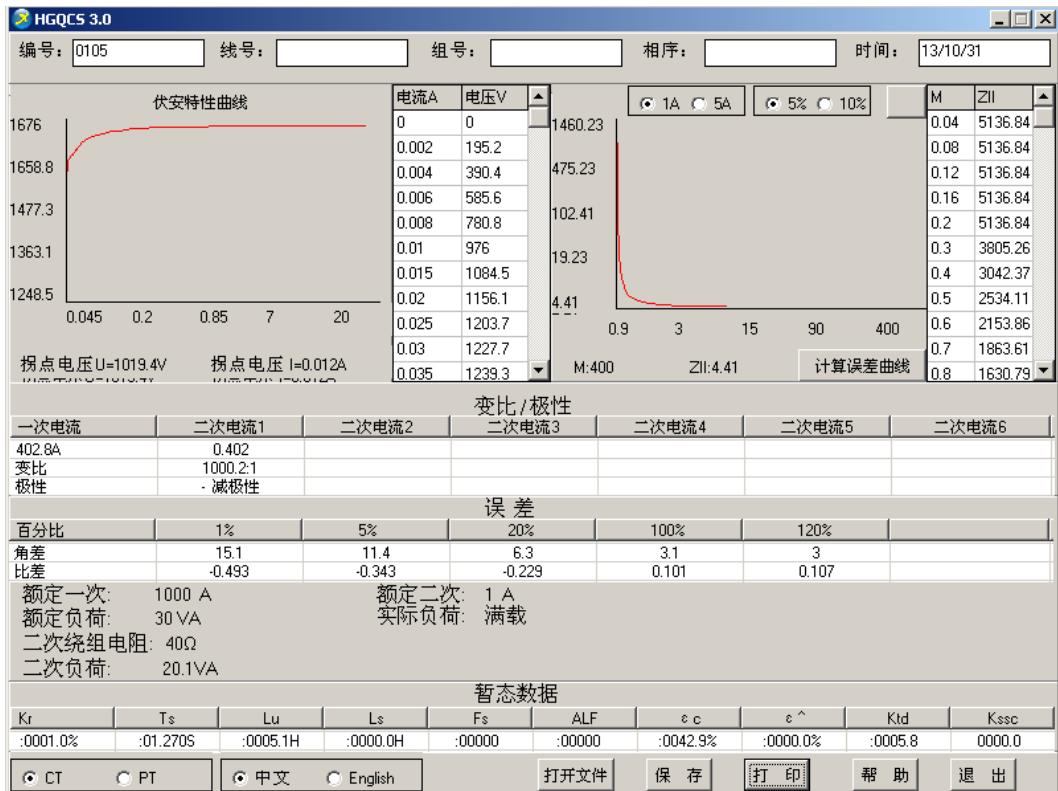 HGQCS 3.0
编号: 0105 线号: 组号: 相序: 时间: 13/10/31
伏安特性曲线
1676
1658.8
1477.3
1363.1
1248.5
0.045 0.2 0.85 7 20
拐点电压U=1019.4V 拐点电压 I=0.012A
电流A 电压V
0 0
0.002 195.2
0.004 390.4
0.006 585.6
0.008 780.8
0.01 976
0.015 1084.5
0.02 1156.1
0.025 1203.7
0.03 1227.7
0.035 1239.3
1A 5A 5% 10%
1460.23
475.23
102.41
19.23
4.41
0.9 3 15 90 400
M:400 ZII:4.41 计算误差曲线
M ZII
0.04 5136.84
0.08 5136.84
0.12 5136.84
0.16 5136.84
0.2 5136.84
0.3 3805.26
0.4 3042.37
0.5 2534.11
0.6 2153.86
0.7 1863.61
0.8 1630.79
变比/极性
一次电流 二次电流1 二次电流2 二次电流3 二次电流4 二次电流5 二次电流6
402.8A 0.402
变比 1000.2:1
极性 - 减极性
误 差
百分比 1% 5% 20% 100% 120%
角差 15.1 11.4 6.3 3.1 3
比差 -0.493 -0.343 -0.229 0.101 0.107
额定一次: 1000 A 额定二次: 1 A
额定负荷: 30 VA 实际负荷: 满载
二次绕组电阻: 40Ω
二次负荷: 20.1VA
暂态数据
Kr Ts Lu Ls Fs ALF ε c ε ^ Ktd Kssc
:0001.0% :01.270S :0005.1H :0000.0H :00000 :00000 :0042.9% :0000.0% :0005.8 0000.0
CT PT 中文 English 打开文件 保 存 打 印 帮 助 退 出